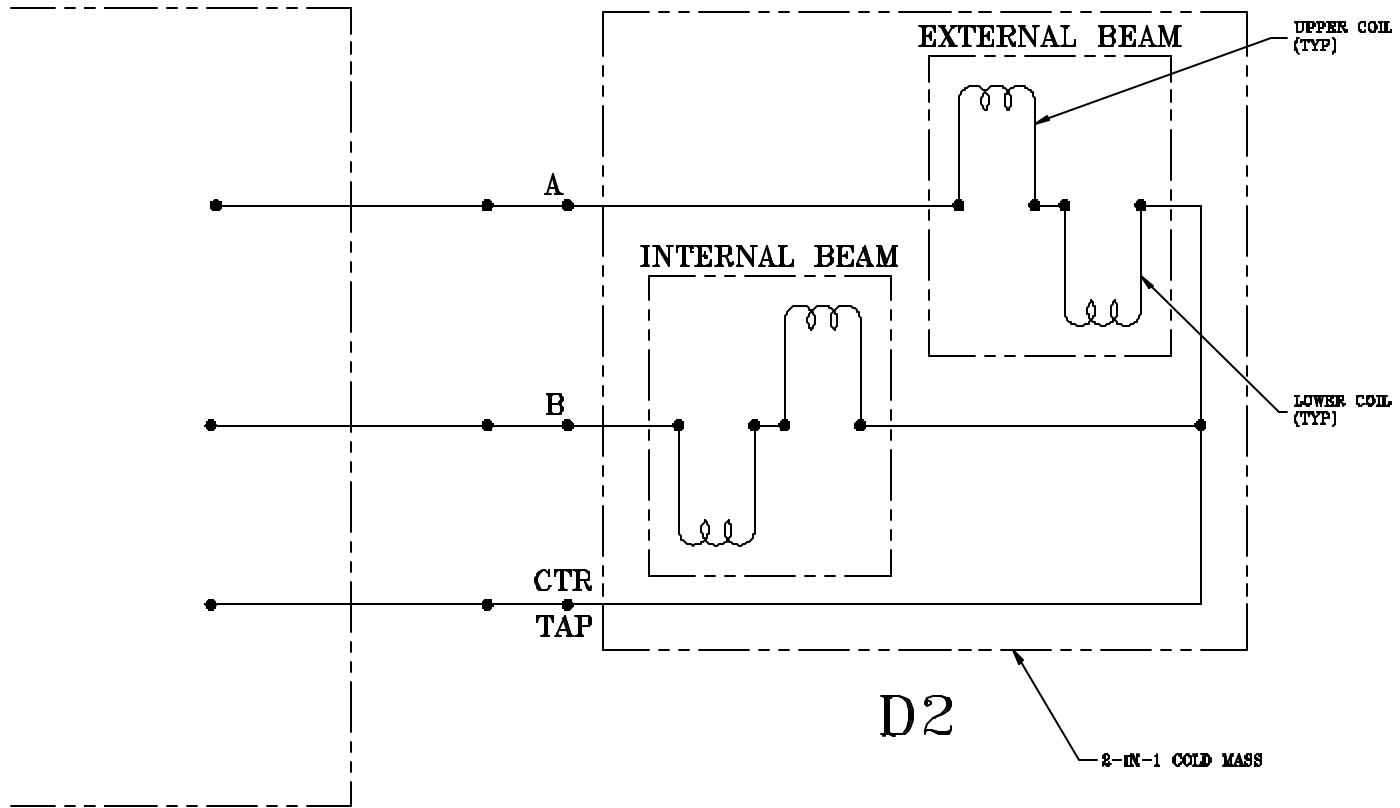 EXTERNAL BEAM
UPPER COIL
(TYP)
A
INTERNAL BEAM
B
LOWER COIL
(TYP)
CTR
TAP
D2
2-IN-1 COLD MASS